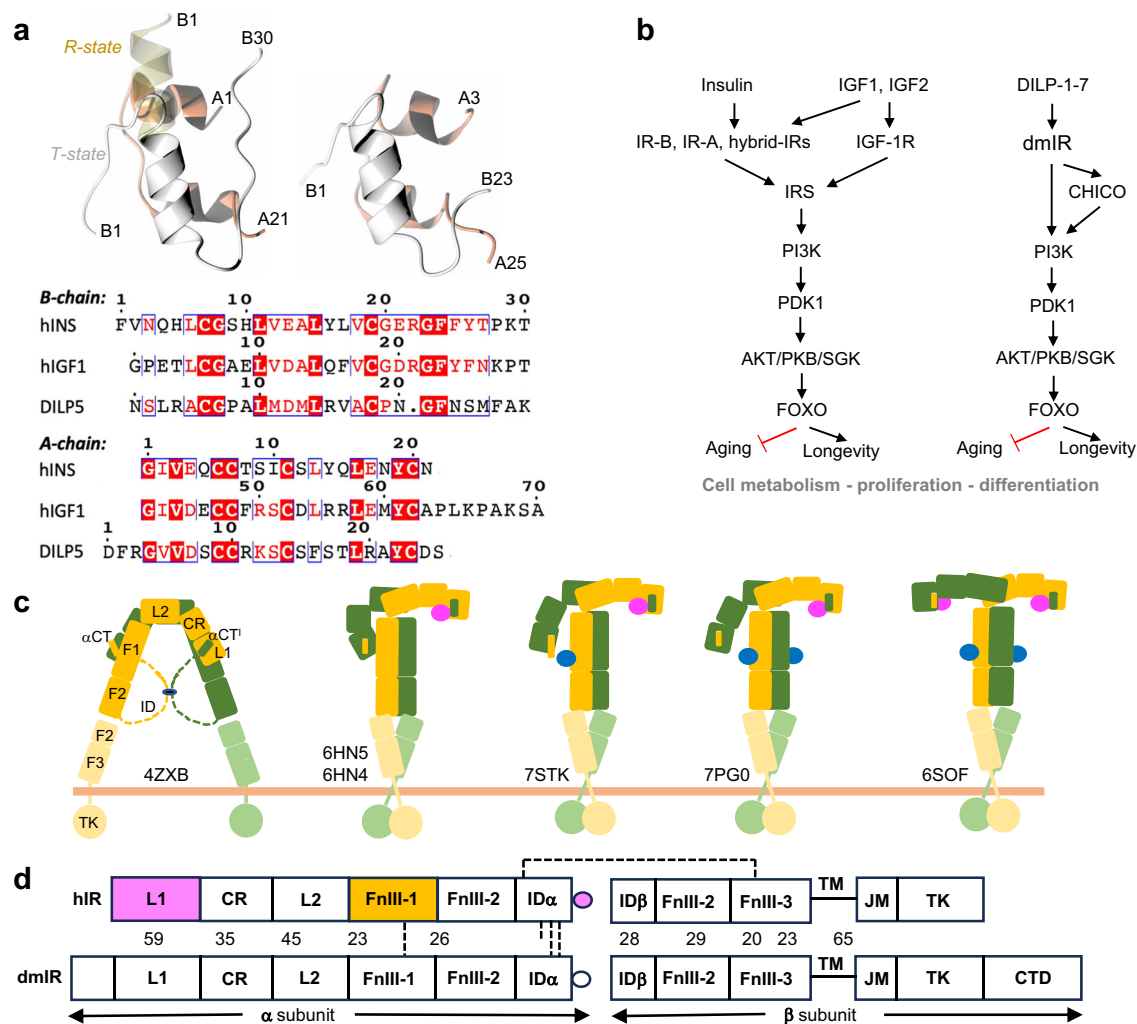 a
B1
R-state
B30
A1
T-state
B1
A21
A3
B1
B23
A25
B-chain: 1 10 20 30
hINS FVNQHLCGSHLVEALYLVCGERGFFYTPKT
10 20
hIGF1 GPETLCGAELVDALQFVCGDRGFYFNKPT
10 20
DILP5 NSLRACGPALMDMLRVACPN.GFNSMFAK
A-chain: 1 10 20
hINS GIVEQCCTSICSLYQLENYCN
50 60 70
hIGF1 GIVDECCFRSCDLRRLEMYCAPLKPAKSA
1 10 20
DILP5 DFRGVVDSCCRKSCSFSTLRAYCDS
b
Insulin IGF1, IGF2 DILP-1-7
IR-B, IR-A, hybrid-IRs IGF-1R dmIR
CHICO
IRS
PI3K PI3K
PDK1 PDK1
AKT/PKB/SGK AKT/PKB/SGK
FOXO FOXO
Aging Longevity Aging Longevity
Cell metabolism - proliferation - differentiation
c
L2
CR
αCT αCTᴵ
F1 L1
F2 ID
F2
F3
TK
4ZXB
6HN5
6HN4
7STK
7PG0
6SOF
d
TM
hIR L1 CR L2 FnIII-1 FnIII-2 IDα IDβ FnIII-2 FnIII-3 JM TK
59 35 45 23 26 28 29 20 23 65
TM
dmIR L1 CR L2 FnIII-1 FnIII-2 IDα IDβ FnIII-2 FnIII-3 JM TK CTD
α subunit β subunit